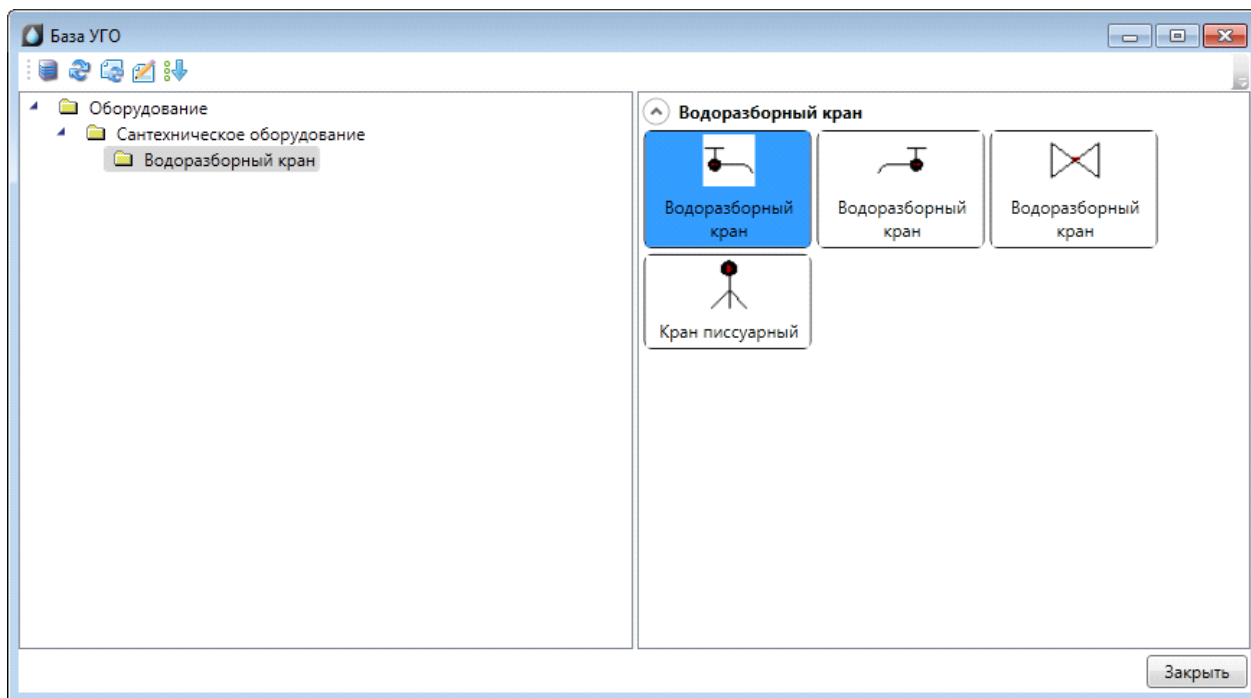 База УГО
Оборудование
Сантехническое оборудование
Водоразборный кран
Водоразборный кран
Водоразборный
кран
Водоразборный
кран
Водоразборный
кран
Кран писсуарный
Закрыть